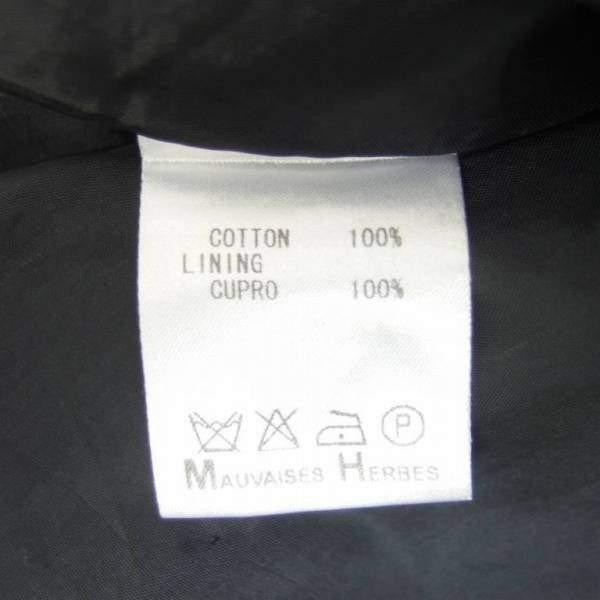 COTTON 100%
LINING
CUPRO 100%
P
MAUVAISES HERBES